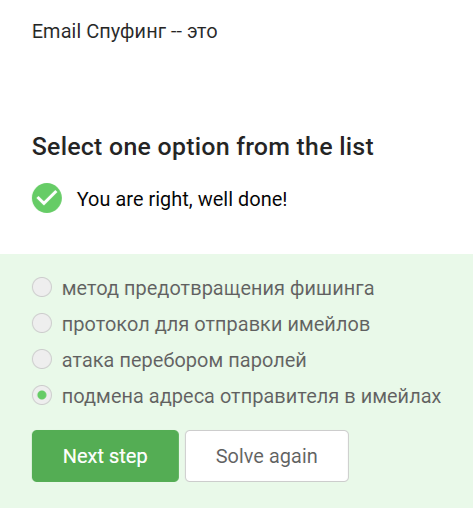 Email Спуфинг -- это
Select one option from the list
You are right, well done!
метод предотвращения фишинга
протокол для отправки имейлов
атака перебором паролей
подмена адреса отправителя в имейлах
Next step
Solve again